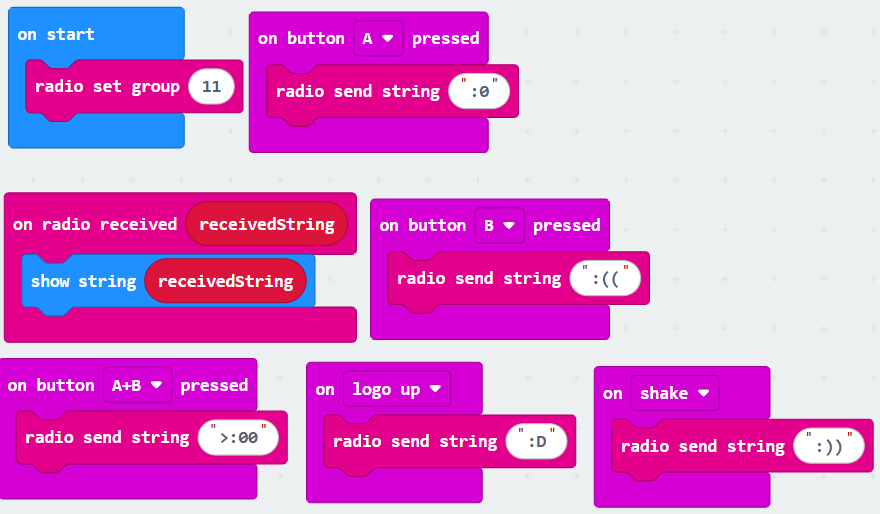 on start
radio set group 11
on button A pressed
radio send string ":0"
on radio received receivedString
show string receivedString
on button B pressed
radio send string ":(("
on button A+B pressed
radio send string ">:00"
on logo up
radio send string ":D"
on shake
radio send string ":))"